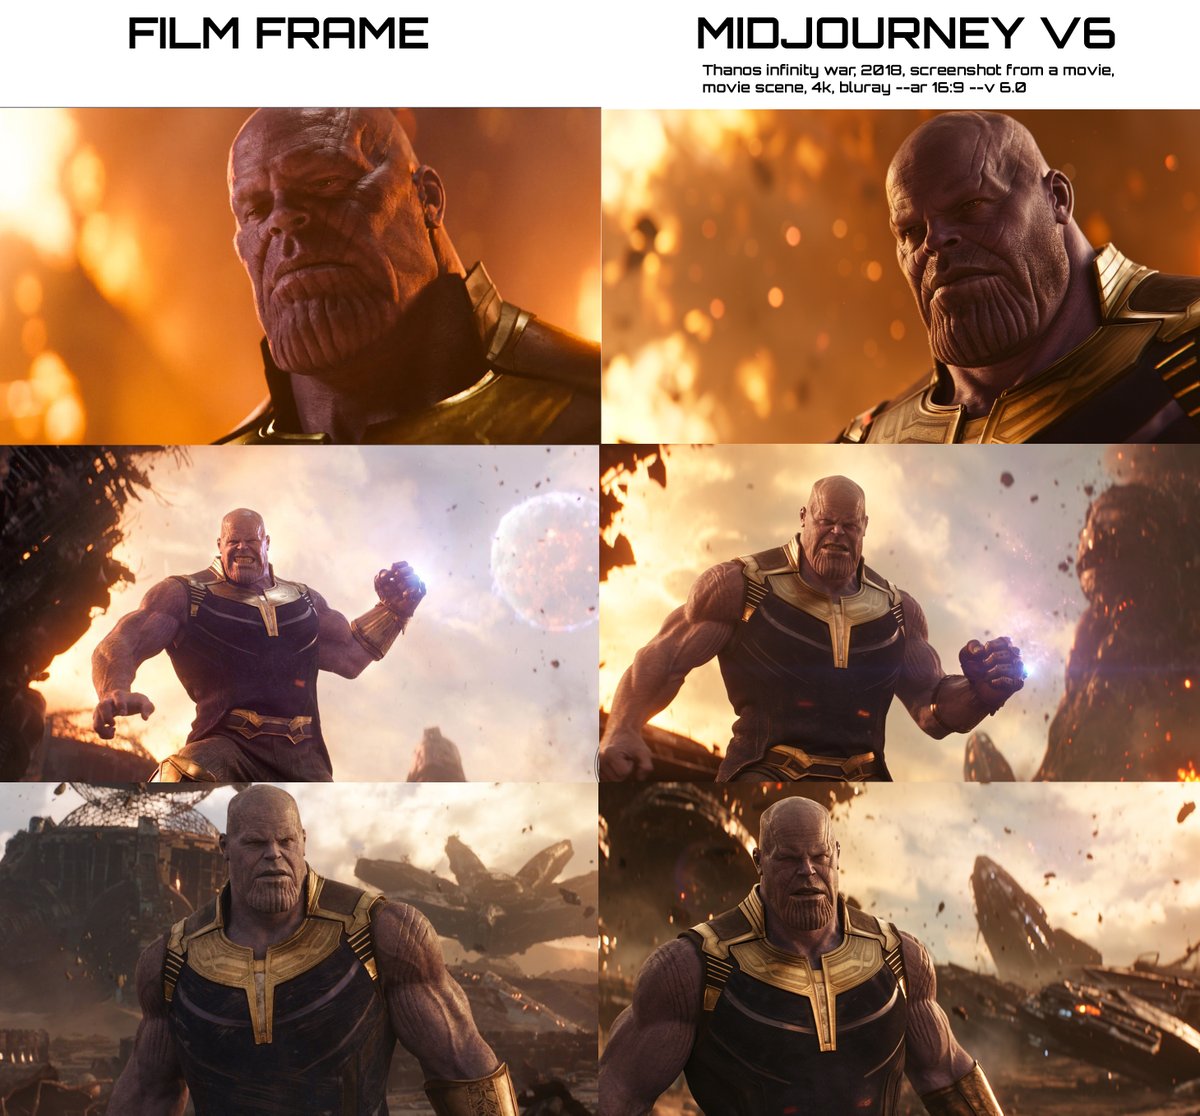 FILM FRAME
MIDJOURNEY V6
Thanos infinity war, 2018, screenshot from a movie,
movie scene, 4k, bluray --ar 16:9 --v 6.0